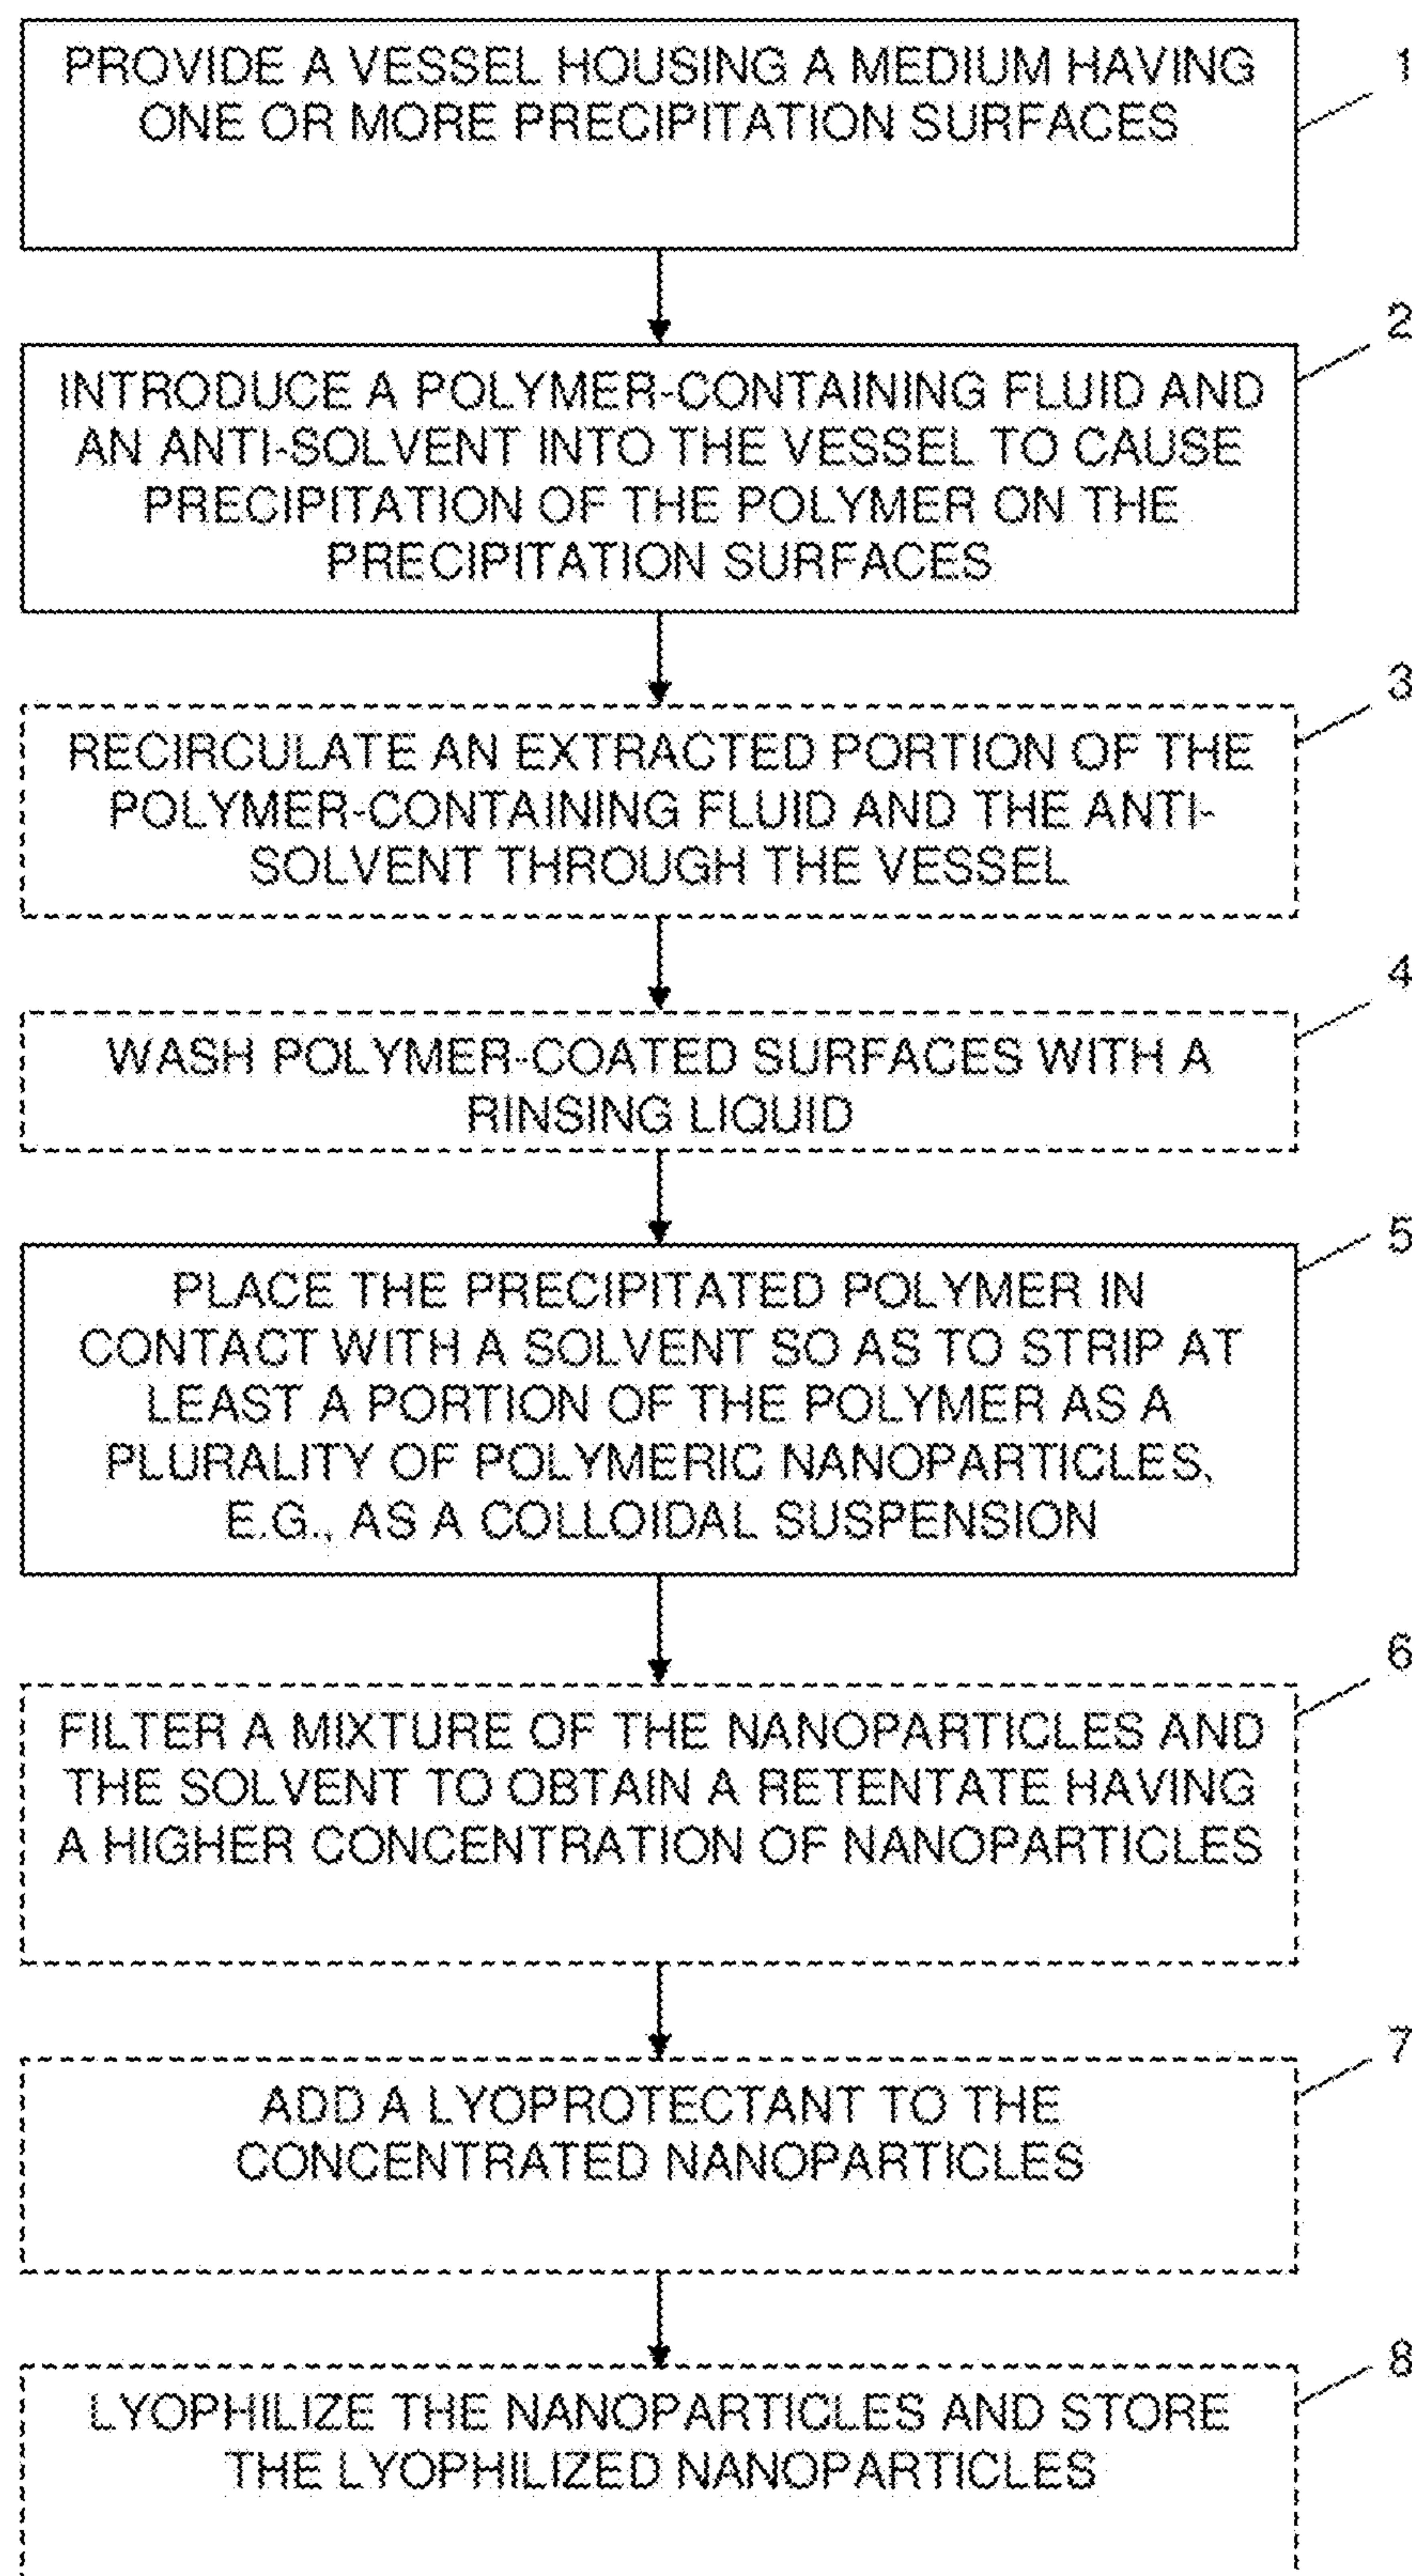 PROVIDE A VESSEL HOUSING A MEDIUM HAVING
ONE OR MORE PRECIPITATION SURFACES
1
INTRODUCE A POLYMER-CONTAINING FLUID AND
AN ANTI-SOLVENT INTO THE VESSEL TO CAUSE
PRECIPITATION OF THE POLYMER ON THE
PRECIPITATION SURFACES
2
RECIRCULATE AN EXTRACTED PORTION OF THE
POLYMER-CONTAINING FLUID AND THE ANTI-
SOLVENT THROUGH THE VESSEL
3
WASH POLYMER-COATED SURFACES WITH A
RINSING LIQUID
4
PLACE THE PRECIPITATED POLYMER IN
CONTACT WITH A SOLVENT SO AS TO STRIP AT
LEAST A PORTION OF THE POLYMER AS A
PLURALITY OF POLYMERIC NANOPARTICLES,
E.G., AS A COLLOIDAL SUSPENSION
5
FILTER A MIXTURE OF THE NANOPARTICLES AND
THE SOLVENT TO OBTAIN A RETENTATE HAVING
A HIGHER CONCENTRATION OF NANOPARTICLES
6
ADD A LYOPROTECTANT TO THE
CONCENTRATED NANOPARTICLES
7
LYOPHILIZE THE NANOPARTICLES AND STORE
THE LYOPHILIZED NANOPARTICLES
8